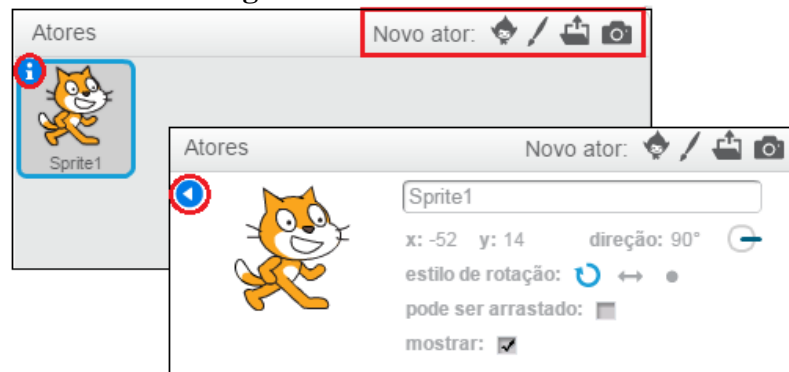 Atores
Novo ator:
Sprite1
Atores
Novo ator:
Sprite1
x: -52 y: 14 direção: 90°
estilo de rotação:
pode ser arrastado:
mostrar: